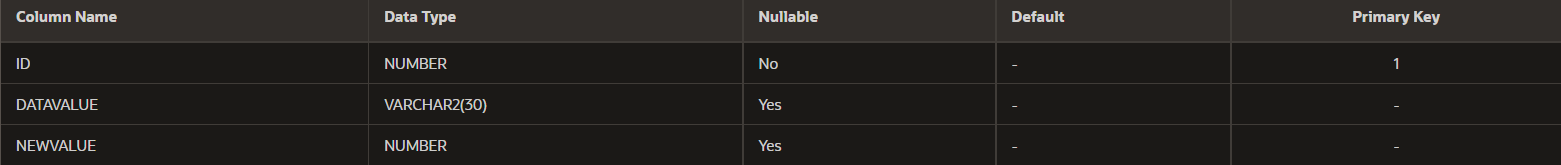 Column Name Data Type Nullable Default Primary Key
ID NUMBER No - 1
DATAVALUE VARCHAR2(30) Yes - -
NEWVALUE NUMBER Yes - -